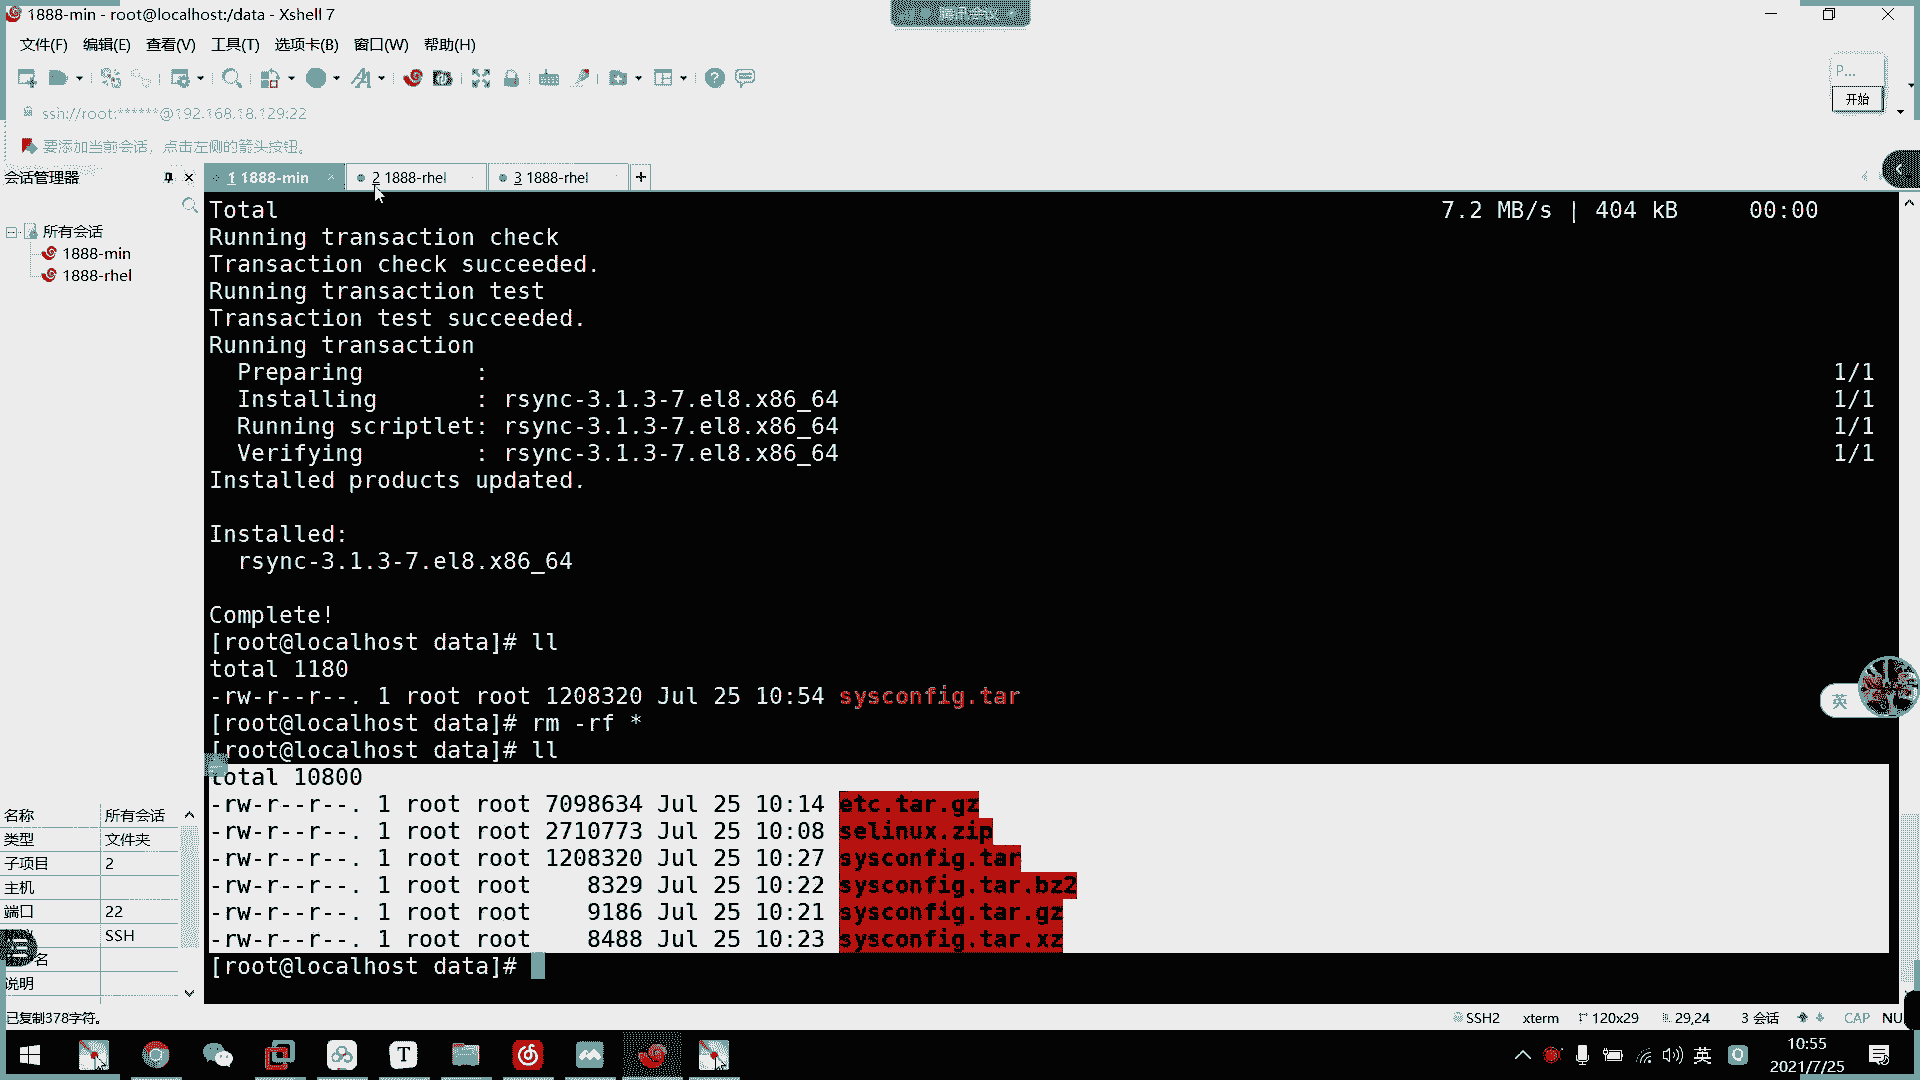 1888-min - root@localhost:/data - Xshell 7
腾讯会议
文件(F) 编辑(E) 查看(V) 工具(T) 选项卡(B) 窗口(W) 帮助(H)
P...
开始
ssh://root:******@192.168.18.129:22
要添加当前会话，点击左侧的箭头按钮。
会话管理器
1 1888-min
2 1888-rhel
3 1888-rhel
所有会话
1888-min
1888-rhel
Total 7.2 MB/s | 404 kB 00:00
Running transaction check
Transaction check succeeded.
Running transaction test
Transaction test succeeded.
Running transaction
Preparing : 1/1
Installing : rsync-3.1.3-7.el8.x86_64 1/1
Running scriptlet: rsync-3.1.3-7.el8.x86_64 1/1
Verifying : rsync-3.1.3-7.el8.x86_64 1/1
Installed products updated.
Installed:
rsync-3.1.3-7.el8.x86_64
Complete!
[root@localhost data]# ll
total 1180
-rw-r--r--. 1 root root 1208320 Jul 25 10:54 sysconfig.tar
[root@localhost data]# rm -rf *
[root@localhost data]# ll
total 10800
-rw-r--r--. 1 root root 7098634 Jul 25 10:14 etc.tar.gz
-rw-r--r--. 1 root root 2710773 Jul 25 10:08 selinux.zip
-rw-r--r--. 1 root root 1208320 Jul 25 10:27 sysconfig.tar
-rw-r--r--. 1 root root 8329 Jul 25 10:22 sysconfig.tar.bz2
-rw-r--r--. 1 root root 9186 Jul 25 10:21 sysconfig.tar.gz
-rw-r--r--. 1 root root 8488 Jul 25 10:23 sysconfig.tar.xz
[root@localhost data]#
英
名称 所有会话
类型 文件夹
子项目 2
主机
端口 22
SSH
名
说明
已复制378字符。
SSH2 xterm 120x29 29,24 3 会话 CAP NU
英
10:55
2021/7/25